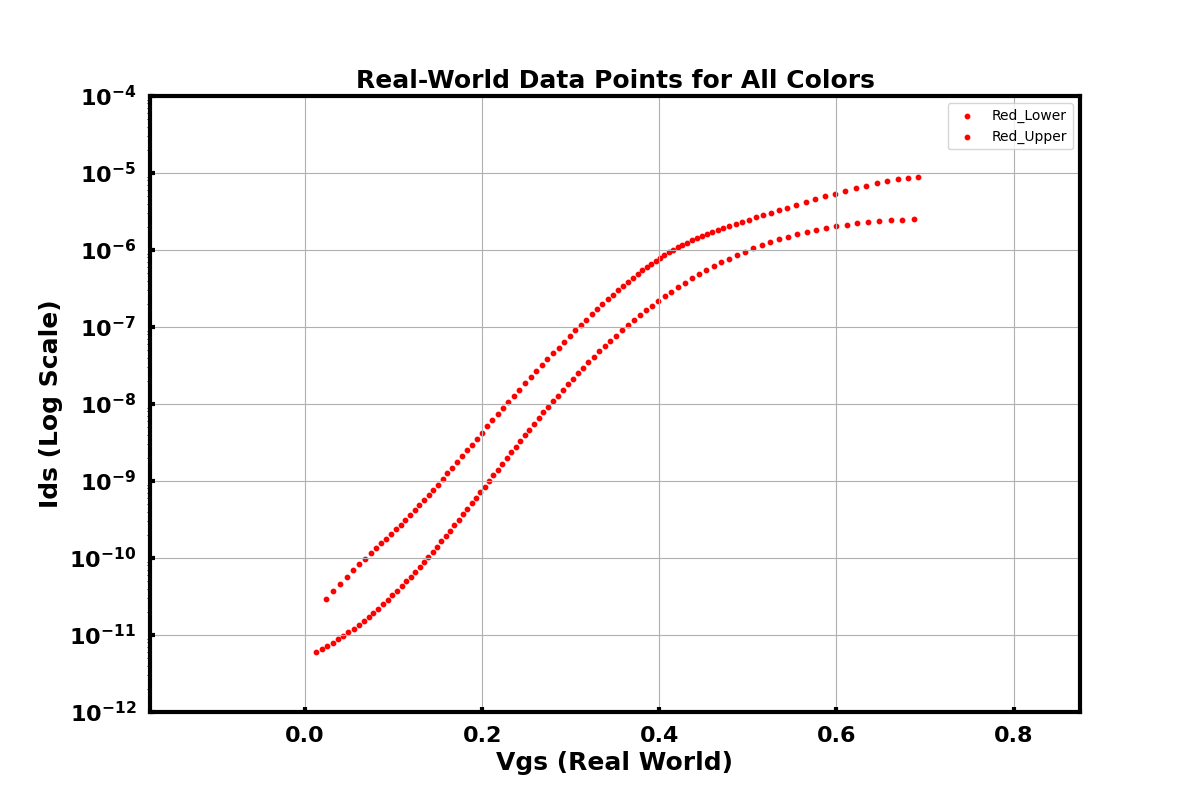 Real-World Data Points for All Colors
Red_Lower
Red_Upper
10⁻⁴
10⁻⁵
10⁻⁶
10⁻⁷
10⁻⁸
10⁻⁹
10⁻¹⁰
10⁻¹¹
10⁻¹²
Ids (Log Scale)
0.0 0.2 0.4 0.6 0.8
Vgs (Real World)